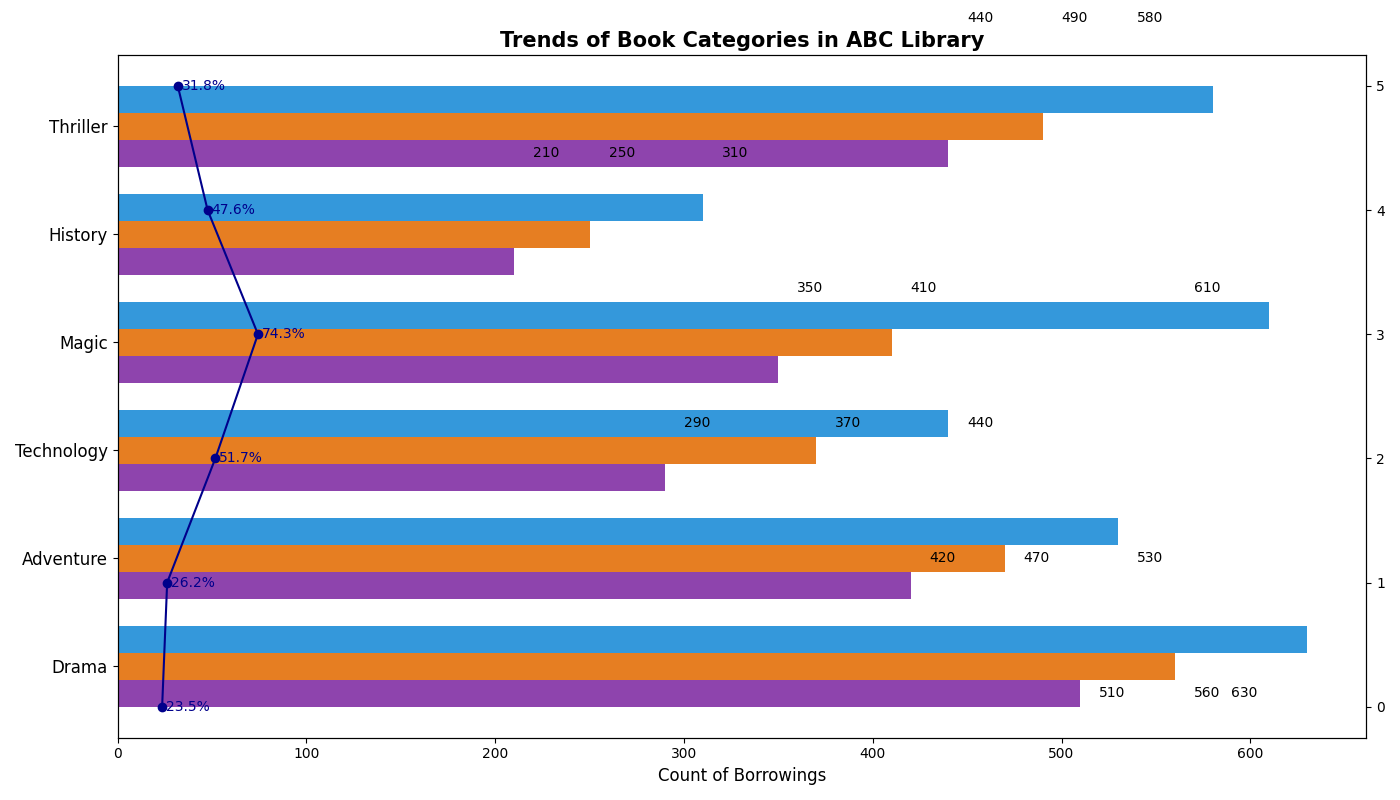 440 490 580
Trends of Book Categories in ABC Library
31.8% 5
Thriller
210 250 310
47.6% 4
History
350 410 610
74.3% 3
Magic
290 370 440
Technology
51.7% 2
Adventure 420 470 530
26.2% 1
Drama
510 560 630
23.5% 0
0 100 200 300 400 500 600
Count of Borrowings